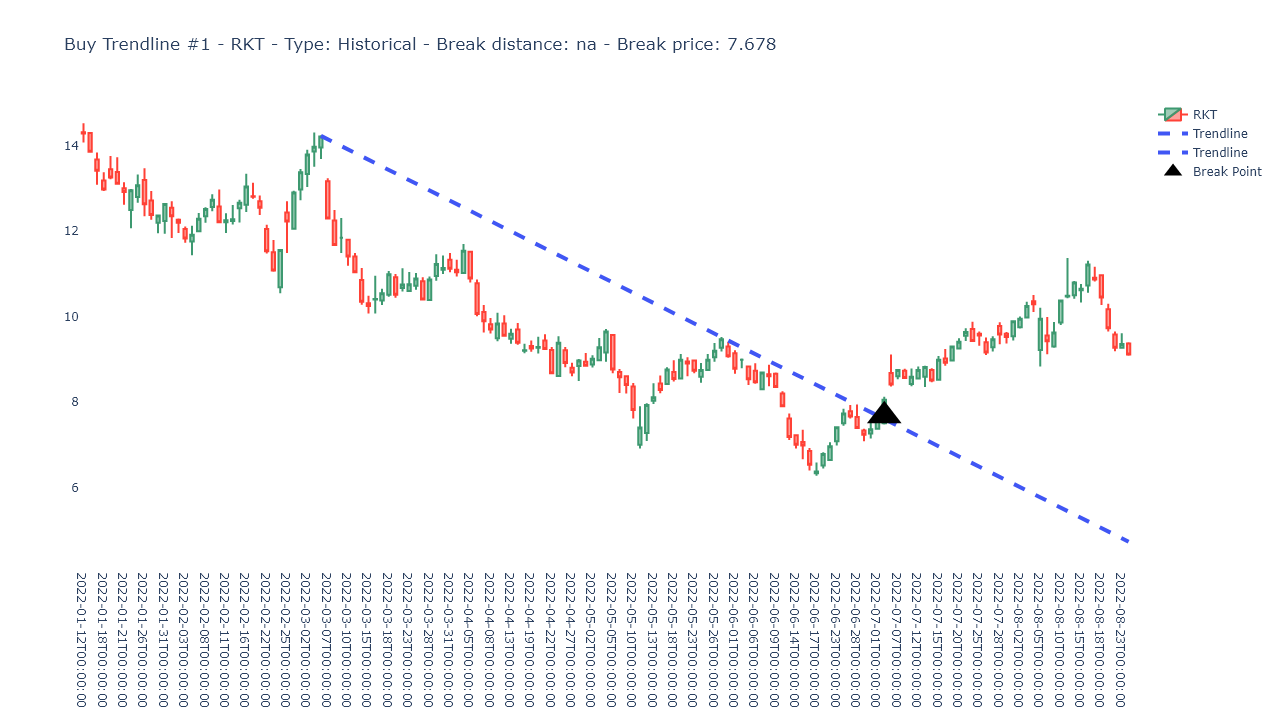 Buy Trendline #1 - RKT - Type: Historical - Break distance: na - Break price: 7.678
RKT
Trendline
Trendline
Break Point
14
12
10
8
6
2022-01-12T00:00:00
2022-01-18T00:00:00
2022-01-21T00:00:00
2022-01-26T00:00:00
2022-01-31T00:00:00
2022-02-03T00:00:00
2022-02-08T00:00:00
2022-02-11T00:00:00
2022-02-16T00:00:00
2022-02-22T00:00:00
2022-02-25T00:00:00
2022-03-02T00:00:00
2022-03-07T00:00:00
2022-03-10T00:00:00
2022-03-15T00:00:00
2022-03-18T00:00:00
2022-03-23T00:00:00
2022-03-28T00:00:00
2022-03-31T00:00:00
2022-04-05T00:00:00
2022-04-08T00:00:00
2022-04-13T00:00:00
2022-04-19T00:00:00
2022-04-22T00:00:00
2022-04-27T00:00:00
2022-05-02T00:00:00
2022-05-05T00:00:00
2022-05-10T00:00:00
2022-05-13T00:00:00
2022-05-18T00:00:00
2022-05-23T00:00:00
2022-05-26T00:00:00
2022-06-01T00:00:00
2022-06-06T00:00:00
2022-06-09T00:00:00
2022-06-14T00:00:00
2022-06-17T00:00:00
2022-06-23T00:00:00
2022-06-28T00:00:00
2022-07-01T00:00:00
2022-07-07T00:00:00
2022-07-12T00:00:00
2022-07-15T00:00:00
2022-07-20T00:00:00
2022-07-25T00:00:00
2022-07-28T00:00:00
2022-08-02T00:00:00
2022-08-05T00:00:00
2022-08-10T00:00:00
2022-08-15T00:00:00
2022-08-18T00:00:00
2022-08-23T00:00:00